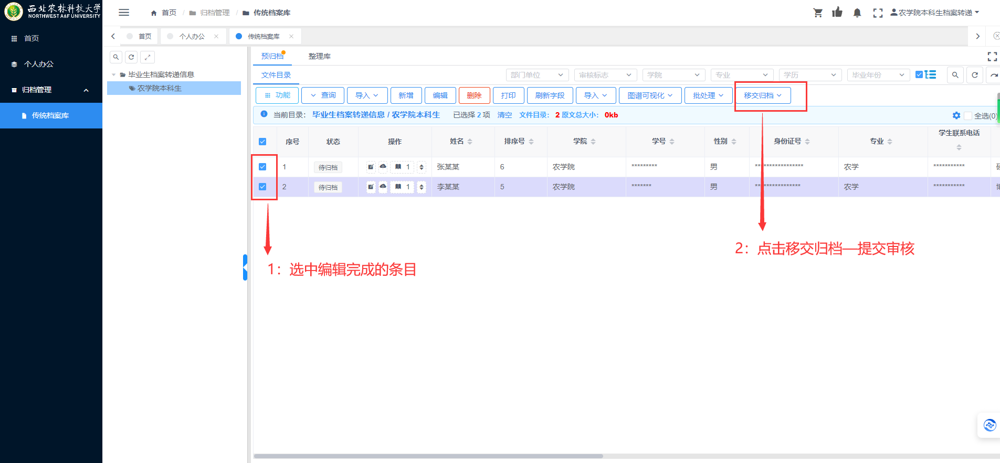 西北农林科技大学
NORTHWEST A&F UNIVERSITY
首页
个人办公
归档管理
传统档案库
首页 / 归档管理 / 传统档案库
农学院本科生档案转递
首页 个人办公 传统档案库
毕业生档案转递信息
农学院本科生
预归档 整理库
文件目录 部门单位 审核标志 学院 专业 学历 毕业年份
功能 查询 导入 新增 编辑 删除 打印 刷新字段 导入 图谱可视化 批处理 移交归档
当前目录： 毕业生档案转递信息 / 农学院本科生 已选择 2 项 清空 文件目录： 2 原文总大小： 0kb 全选(0)
序号 状态 操作 姓名 排序号 学院 学号 性别 身份证号 专业 学生联系电话
1 待归档 1 张某某 6 农学院 ********* 男 ***************** 农学 ***********
2 待归档 1 李某某 5 农学院 ******* 男 **************** 农学 ***********
2：点击移交归档—提交审核
1：选中编辑完成的条目